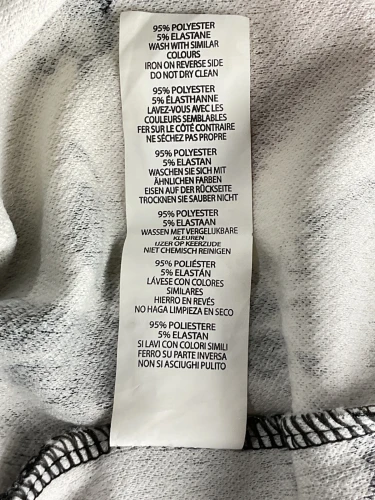 95% POLYESTER
5% ELASTANE
WASH WITH SIMILAR
COLOURS
IRON ON REVERSE SIDE
DO NOT DRY CLEAN
95% POLYESTER
5% ÉLASTHANNE
LAVEZ-VOUS AVEC LES
COULEURS SEMBLABLES
FER SUR LE CÔTÉ CONTRAIRE
NE SÉCHEZ PAS PROPRE
95% POLYESTER
5% ELASTAN
WASCHEN SIE SICH MIT
ÄHNLICHEN FARBEN
EISEN AUF DER RÜCKSEITE
TROCKNEN SIE SAUBER NICHT
95% POLYESTER
5% ELASTAAN
WASSEN MET VERGELIJKBARE
KLEUREN
IJZER OP KEERZIJDE
NIET CHEMISCH REINIGEN
95% POLIÉSTER
5% ELASTÁN
LÁVESE CON COLORES
SIMILARES
HIERRO EN REVÉS
NO HAGA LIMPIEZA EN SECO
95% POLIESTERE
5% ELASTAN
SI LAVI CON COLORI SIMILI
FERRO SU PARTE INVERSA
NON SI ASCIUGHI PULITO